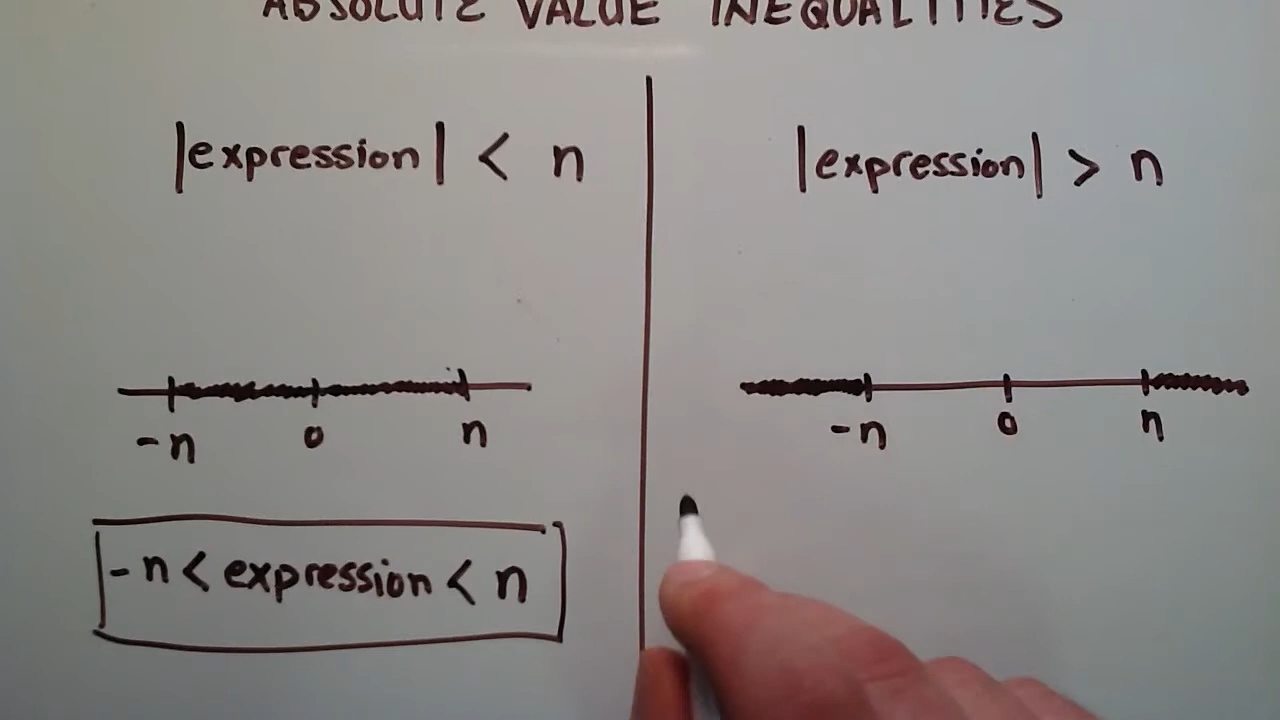 ABSOLUTE VALUE INEQUALITIES
|expression| < n
-n 0 n
-n < expression < n
|expression| > n
-n 0 n